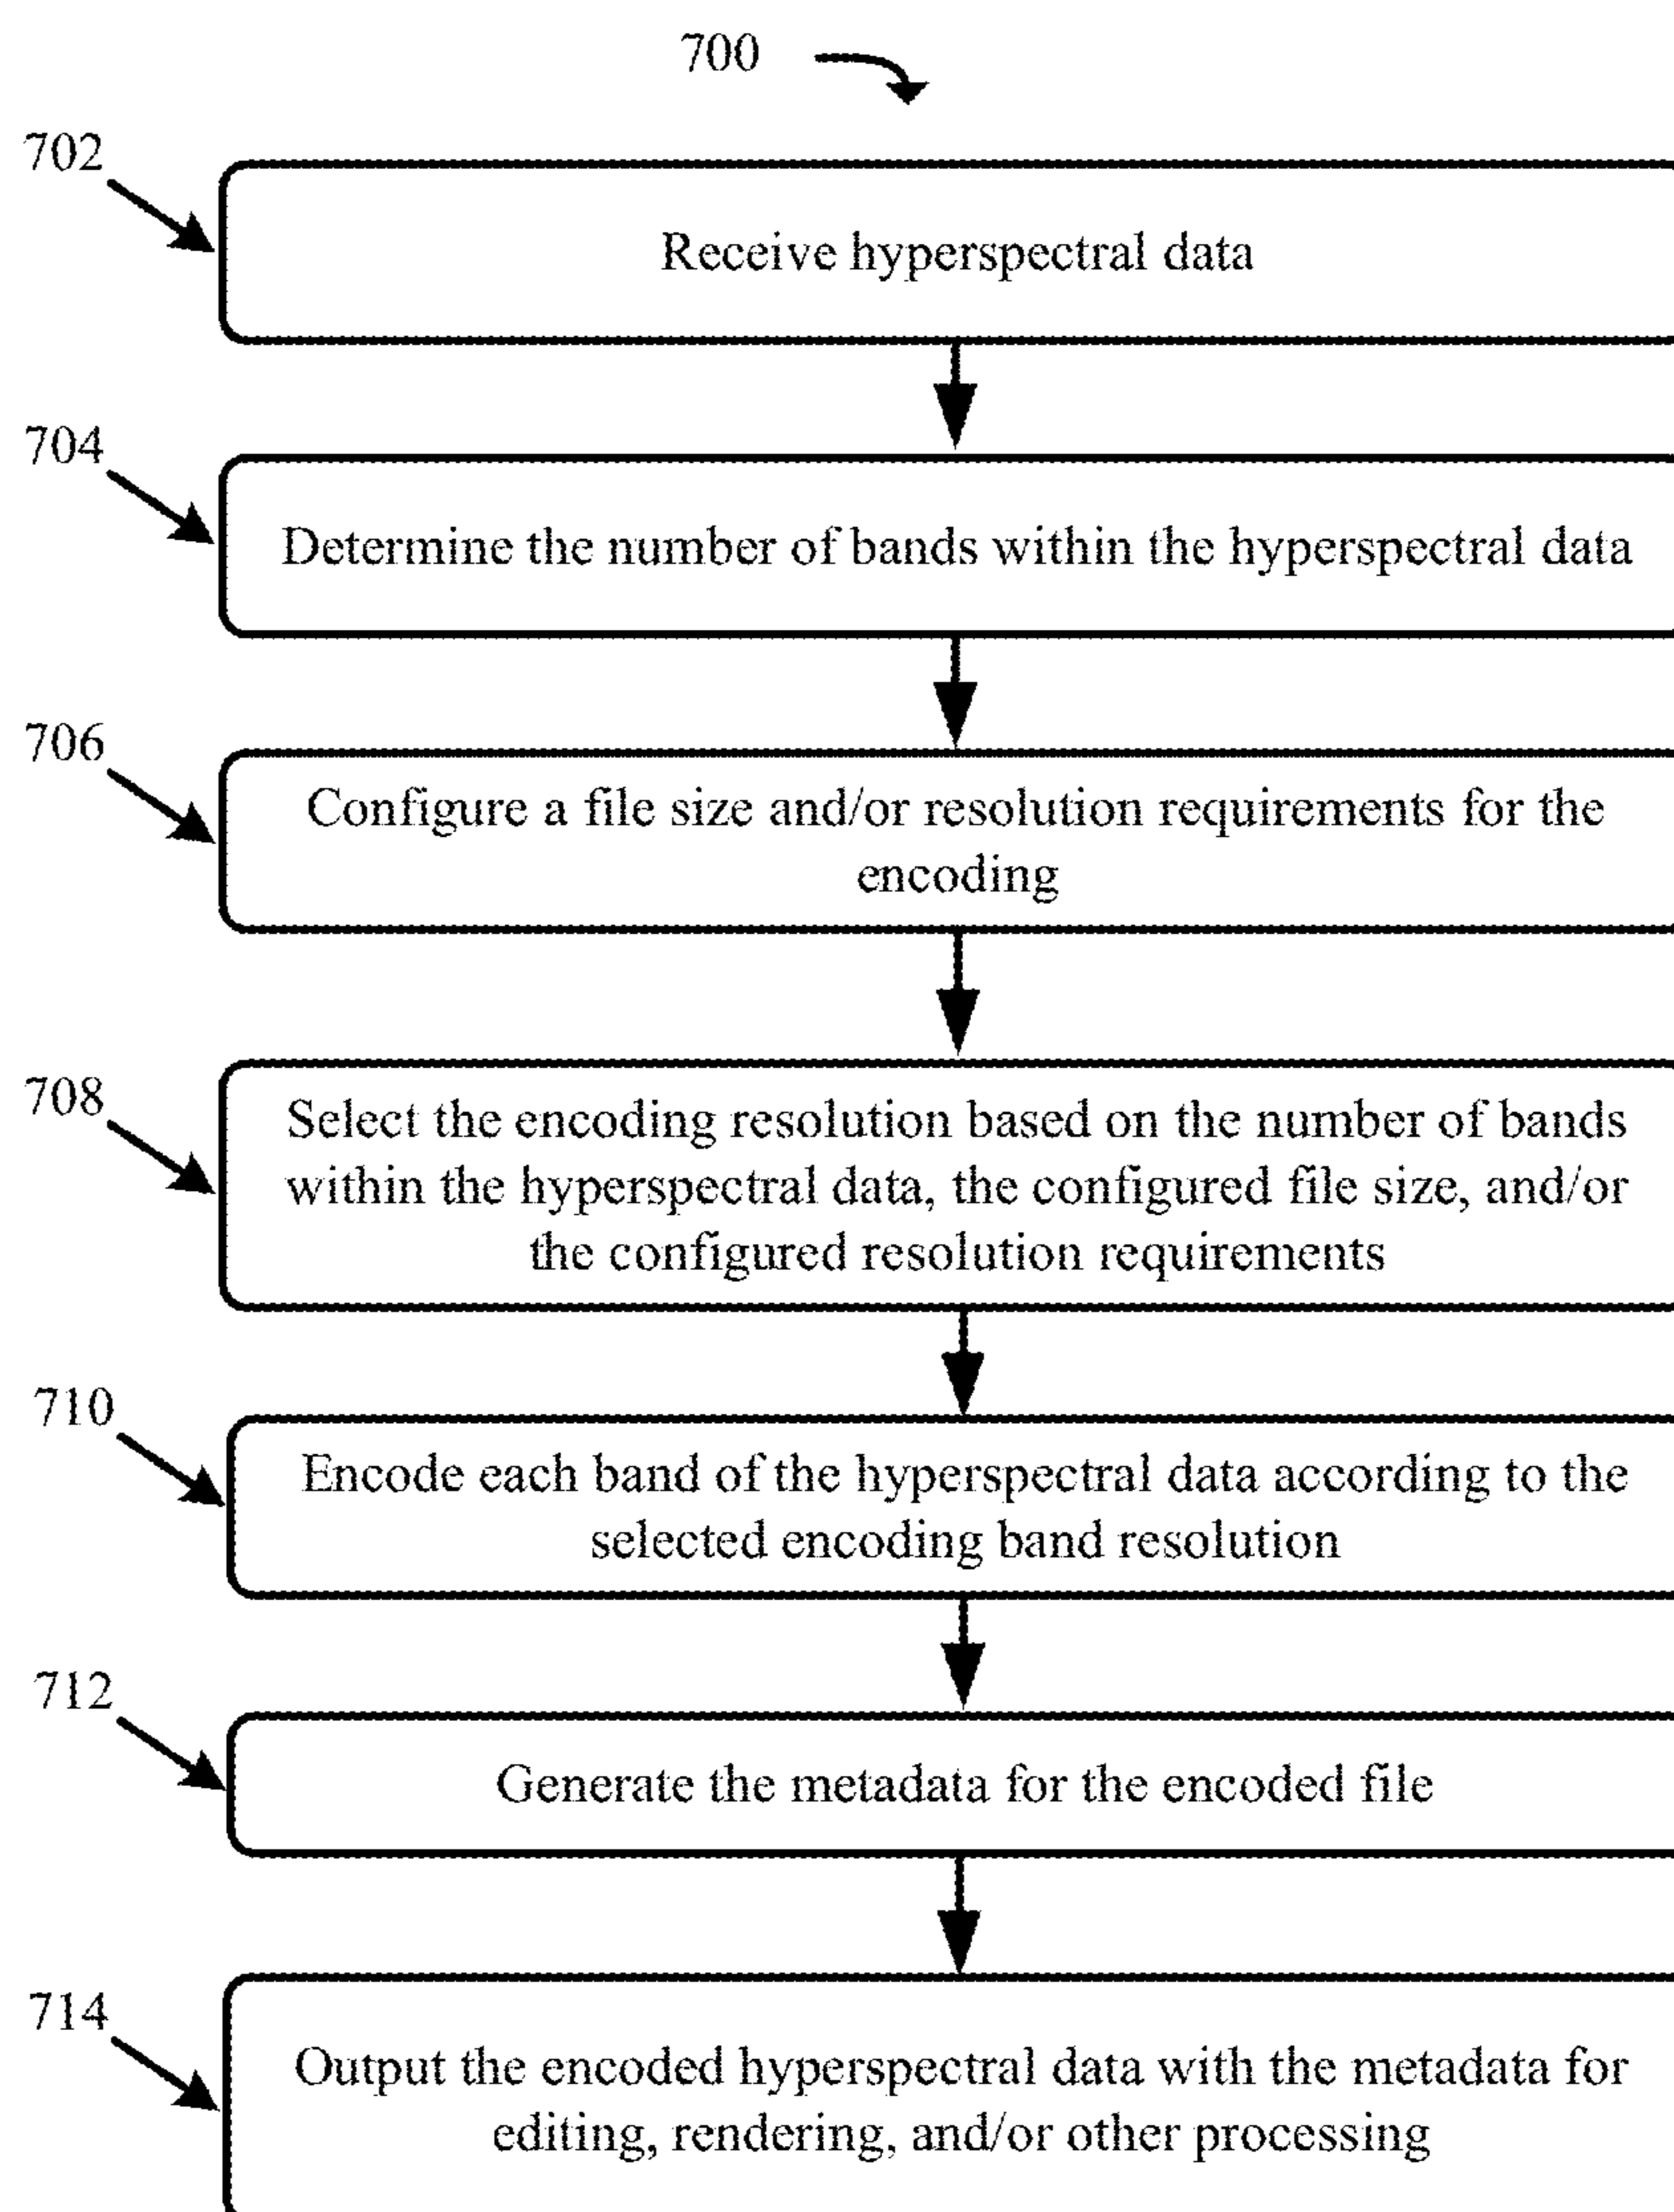 700
702
Receive hyperspectral data
704
Determine the number of bands within the hyperspectral data
706
Configure a file size and/or resolution requirements for the
encoding
708
Select the encoding resolution based on the number of bands
within the hyperspectral data, the configured file size, and/or
the configured resolution requirements
710
Encode each band of the hyperspectral data according to the
selected encoding band resolution
712
Generate the metadata for the encoded file
714
Output the encoded hyperspectral data with the metadata for
editing, rendering, and/or other processing